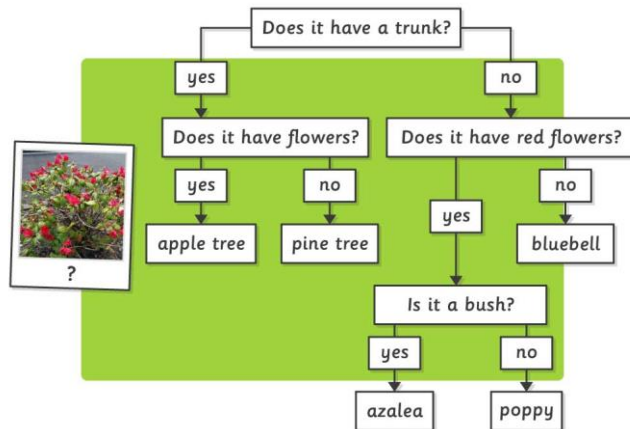 Does it have a trunk?
yes
no
Does it have flowers?
Does it have red flowers?
yes
no
yes
no
apple tree
pine tree
bluebell
?
Is it a bush?
yes
no
azalea
poppy